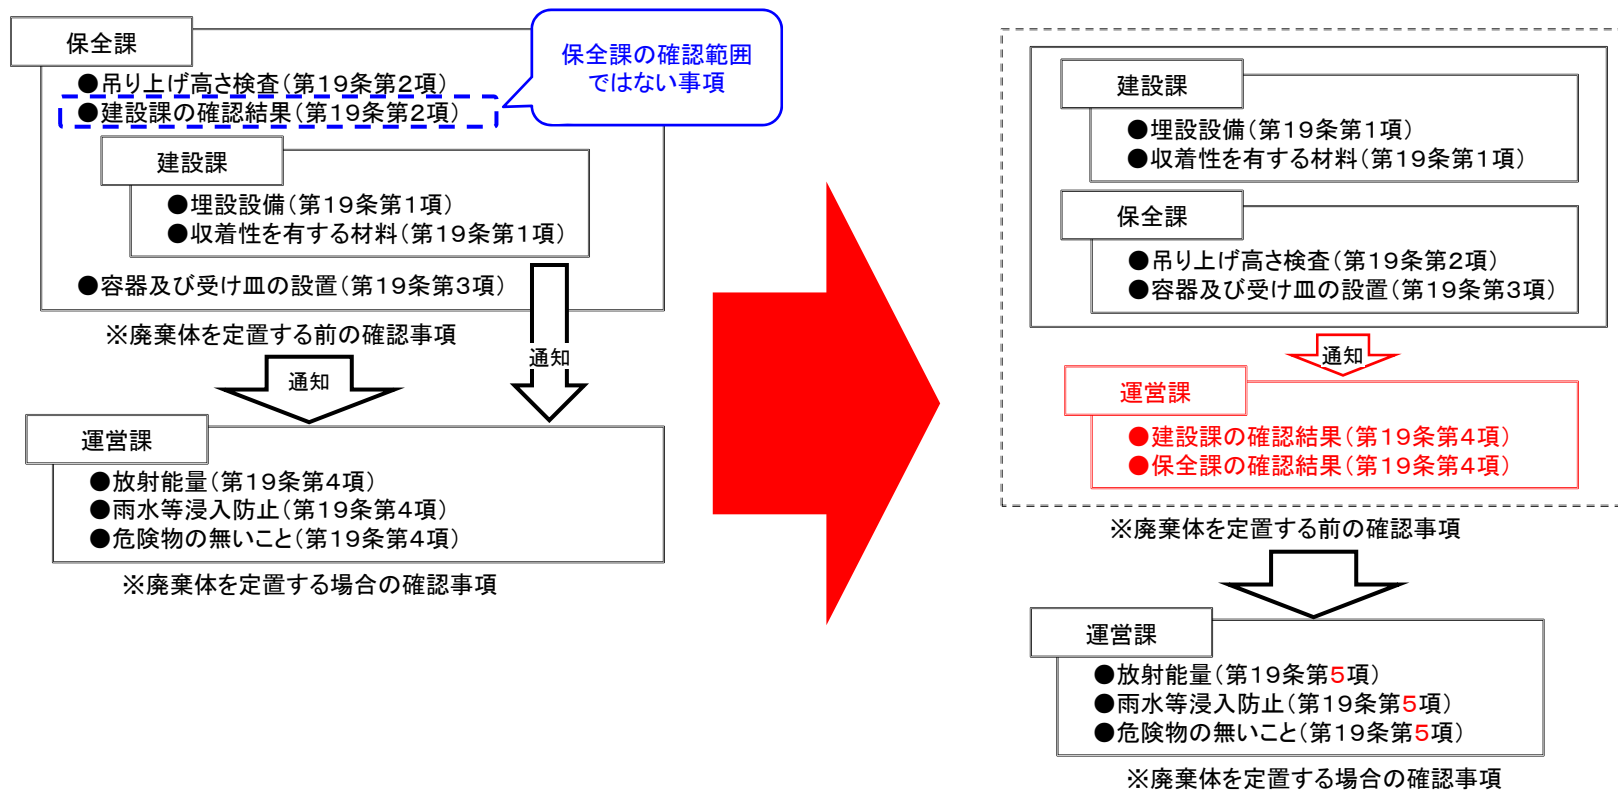 保全課
●吊り上げ高さ検査(第19条第2項)
●建設課の確認結果(第19条第2項)
保全課の確認範囲
ではない事項
建設課
●埋設設備(第19条第1項)
●収着性を有する材料(第19条第1項)
●容器及び受け皿の設置(第19条第3項)
※廃棄体を定置する前の確認事項
通知
通知
運営課
●放射能量(第19条第4項)
●雨水等浸入防止(第19条第4項)
●危険物の無いこと(第19条第4項)
※廃棄体を定置する場合の確認事項
建設課
●埋設設備(第19条第1項)
●収着性を有する材料(第19条第1項)
保全課
●吊り上げ高さ検査(第19条第2項)
●容器及び受け皿の設置(第19条第3項)
通知
運営課
●建設課の確認結果(第19条第4項)
●保全課の確認結果(第19条第4項)
※廃棄体を定置する前の確認事項
運営課
●放射能量(第19条第5項)
●雨水等浸入防止(第19条第5項)
●危険物の無いこと(第19条第5項)
※廃棄体を定置する場合の確認事項